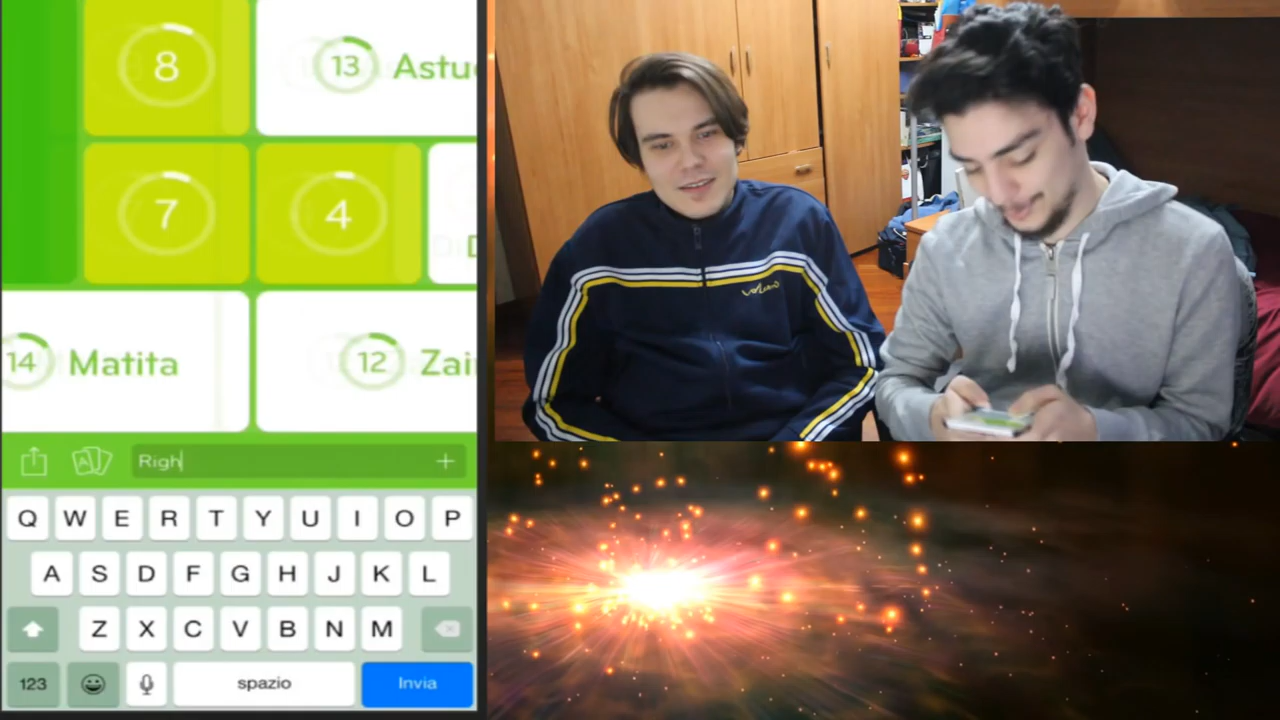 8
13 Astu
7
4
14 Matita
12 Zai
Righ
+
Q W E R T Y U I O P
A S D F G H J K L
Z X C V B N M
123
spazio
Invia